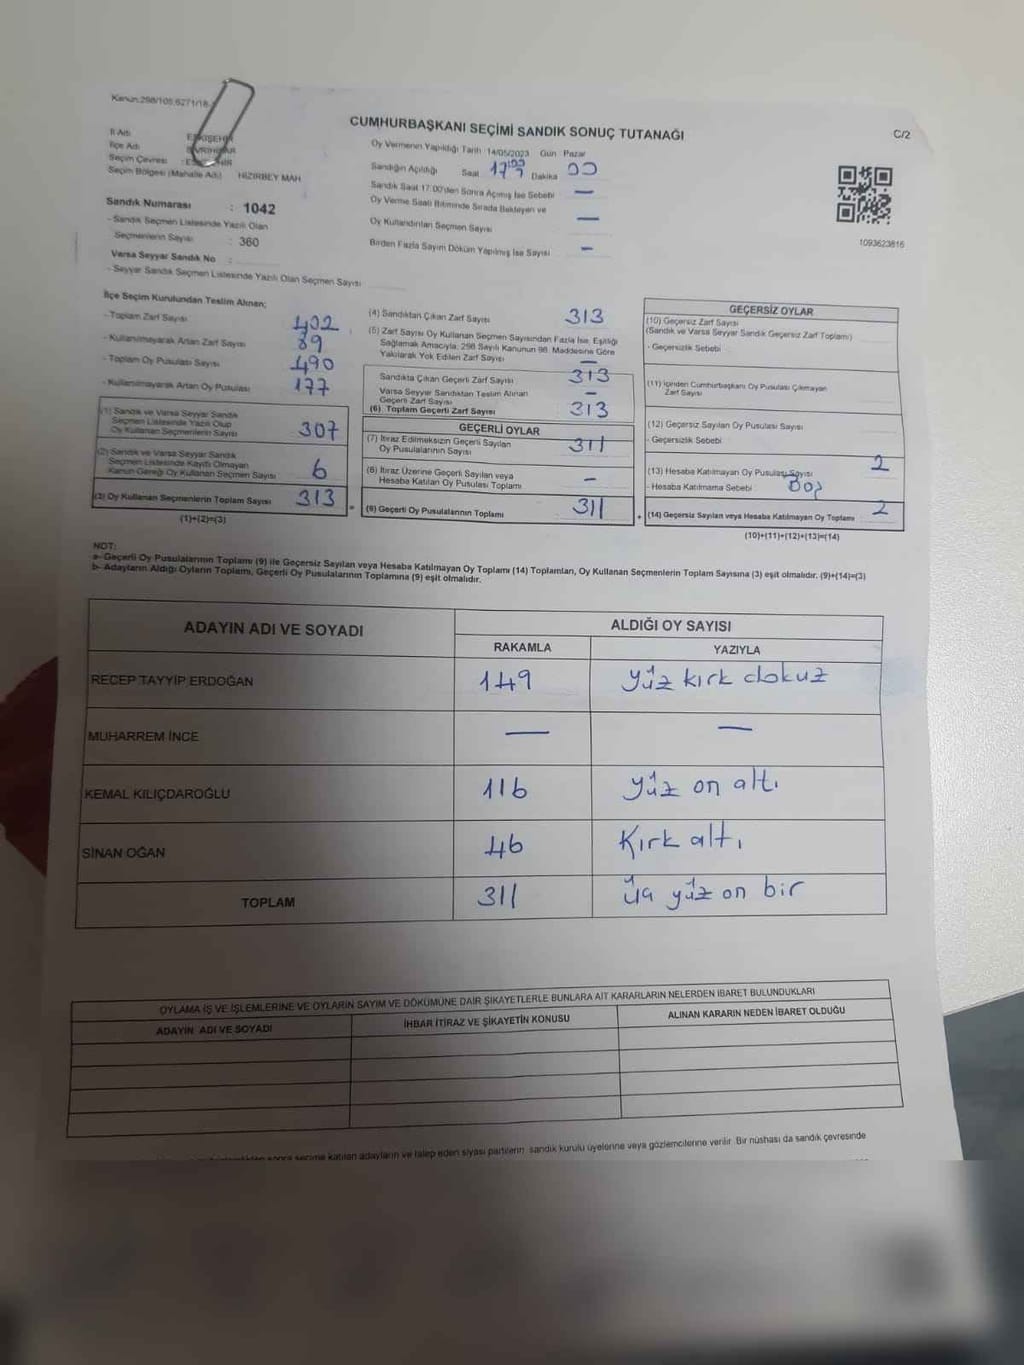 Kanun:298/105,6271/18-
CUMHURBAŞKANI SEÇİMİ SANDIK SONUÇ TUTANAĞI
C/2
İl Adı
ESKİŞEHİR
İlçe Adı
SİVRİHİSAR
Seçim Çevresi : ESKİŞEHİR
Seçim Bölgesi (Mahalle Adı) HIZIRBEY MAH.
Sandık Numarası : 1042
- Sandık Seçmen Listesinde Yazılı Olan
Seçmenlerin Sayısı : 360
Varsa Seyyar Sandık No :
- Seyyar Sandık Seçmen Listesinde Yazılı Olan Seçmen Sayısı
Oy Vermenin Yapıldığı Tarih :14/05/2023 Gün Pazar
Sandığın Açıldığı Saat 17:00 Dakika 00
Sandık Saat 17:00'den Sonra Açılmış İse Sebebi —
Oy Verme Saati Bitiminde Sırada Bekleyen ve
Oy Kullandırılan Seçmen Sayısı —
Birden Fazla Sayım Döküm Yapılmış İse Sayısı —
1093623816
İlçe Seçim Kurulundan Teslim Alınan;
- Toplam Zarf Sayısı 402
- Kullanılmayarak Artan Zarf Sayısı 89
- Toplam Oy Pusulası Sayısı 490
- Kullanılmayarak Artan Oy Pusulası 177
(1) Sandık ve Varsa Seyyar Sandık
Seçmen Listesinde Yazılı Olup
Oy Kullanan Seçmenlerin Sayısı 307
(2) Sandık ve Varsa Seyyar Sandık
Seçmen Listesinde Kayıtlı Olmayan
Kanun Gereği Oy Kullanan Seçmen Sayısı 6
(3) Oy Kullanan Seçmenlerin Toplam Sayısı 313
(1)+(2)=(3)
(4) Sandıktan Çıkan Zarf Sayısı 313
(5) Zarf Sayısı Oy Kullanan Seçmen Sayısından Fazla İse, Eşitliği
Sağlamak Amacıyla, 298 Sayılı Kanunun 98. Maddesine Göre
Yakılarak Yok Edilen Zarf Sayısı —
Sandıkta Çıkan Geçerli Zarf Sayısı 313
Varsa Seyyar Sandıktan Teslim Alınan
Geçerli Zarf Sayısı —
(6) Toplam Geçerli Zarf Sayısı 313
GEÇERLİ OYLAR
(7) İtiraz Edilmeksizin Geçerli Sayılan
Oy Pusulalarının Sayısı 311
(8) İtiraz Üzerine Geçerli Sayılan veya
Hesaba Katılan Oy Pusulası Toplamı —
(9) Geçerli Oy Pusulalarının Toplamı 311
GEÇERSİZ OYLAR
(10) Geçersiz Zarf Sayısı
(Sandık ve Varsa Seyyar Sandık Geçersiz Zarf Toplamı)
- Geçersizlik Sebebi
(11) İçinden Cumhurbaşkanı Oy Pusulası Çıkmayan
Zarf Sayısı
(12) Geçersiz Sayılan Oy Pusulası Sayısı
- Geçersizlik Sebebi
(13) Hesaba Katılmayan Oy Pusulası Sayısı 2
- Hesaba Katılmama Sebebi Boş
(14) Geçersiz Sayılan veya Hesaba Katılmayan Oy Toplamı 2
(10)+(11)+(12)+(13)=(14)
NOT:
a- Geçerli Oy Pusulalarının Toplamı (9) ile Geçersiz Sayılan veya Hesaba Katılmayan Oy Toplamı (14) Toplamları, Oy Kullanan Seçmenlerin Toplam Sayısına (3) eşit olmalıdır. (9)+(14)=(3)
b- Adayların Aldığı Oyların Toplamı, Geçerli Oy Pusulalarının Toplamına (9) eşit olmalıdır.
ADAYIN ADI VE SOYADI
ALDIĞI OY SAYISI
RAKAMLA
YAZIYLA
RECEP TAYYİP ERDOĞAN 149 yüz kırk dokuz
MUHARREM İNCE — —
KEMAL KILIÇDAROĞLU 116 yüz on altı
SİNAN OĞAN 46 Kırk altı
TOPLAM 311 üç yüz on bir
OYLAMA İŞ VE İŞLEMLERİNE VE OYLARIN SAYIM VE DÖKÜMÜNE DAİR ŞİKAYETLERLE BUNLARA AİT KARARLARIN NELERDEN İBARET BULUNDUKLARI
ADAYIN ADI VE SOYADI
İHBAR İTİRAZ VE ŞİKAYETİN KONUSU
ALINAN KARARIN NEDEN İBARET OLDUĞU
sonra seçime katılan adayların ve talep eden siyasi partilerin sandık kurulu üyelerine veya gözlemcilerine verilir. Bir nüshası da sandık çevresinde